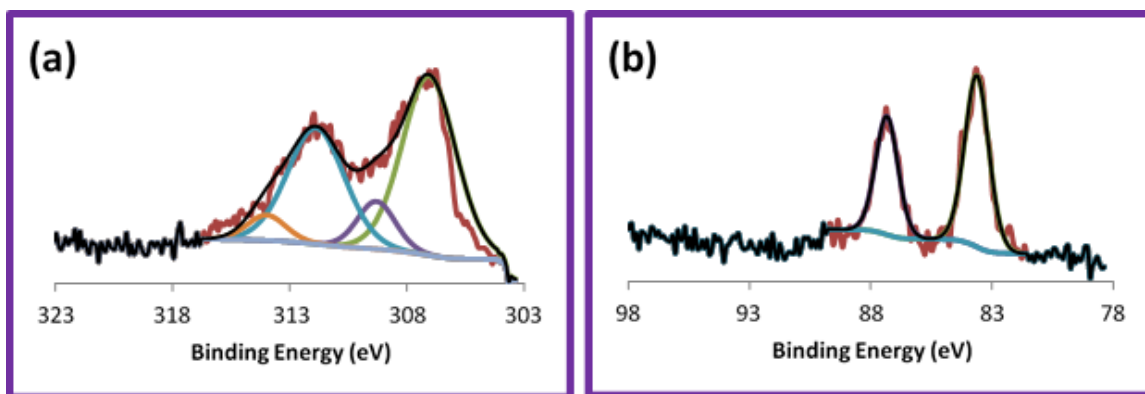 (a)
323 318 313 308 303
Binding Energy (eV)
(b)
98 93 88 83 78
Binding Energy (eV)